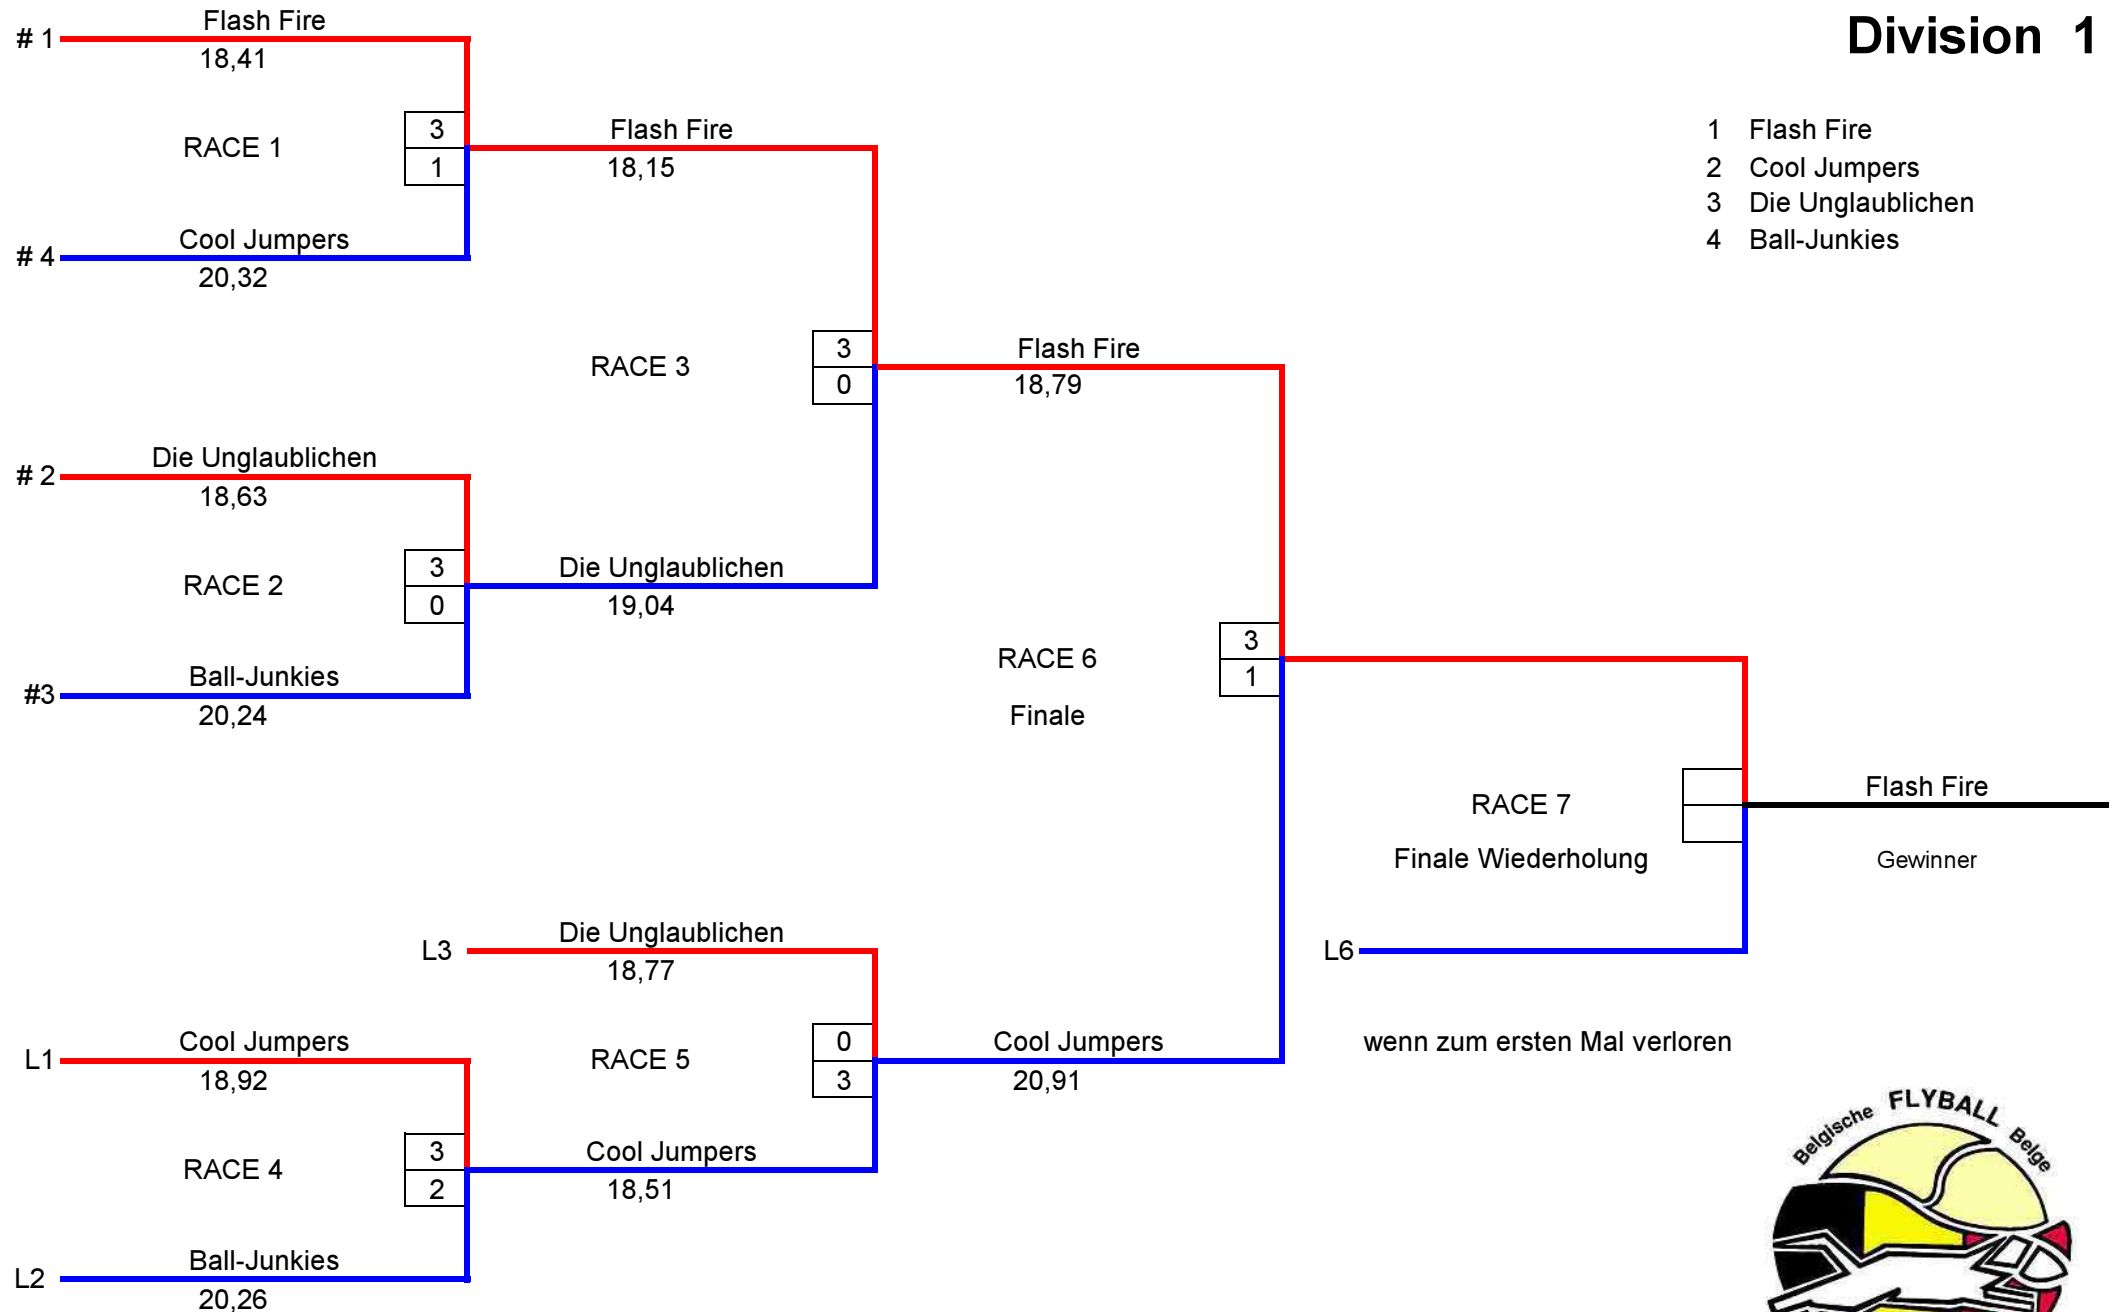 Division 1
# 1
Flash Fire
18,41
RACE 1
3
1
# 4
Cool Jumpers
20,32
Flash Fire
18,15
1 Flash Fire
2 Cool Jumpers
3 Die Unglaublichen
4 Ball-Junkies
RACE 3
3
0
Flash Fire
18,79
# 2
Die Unglaublichen
18,63
RACE 2
3
0
Die Unglaublichen
19,04
#3
Ball-Junkies
20,24
RACE 6
Finale
3
1
RACE 7
Finale Wiederholung
Flash Fire
Gewinner
L3
Die Unglaublichen
18,77
L6
wenn zum ersten Mal verloren
L1
Cool Jumpers
18,92
RACE 5
0
3
Cool Jumpers
20,91
RACE 4
3
2
Cool Jumpers
18,51
L2
Ball-Junkies
20,26
Belgische FLYBALL Belge